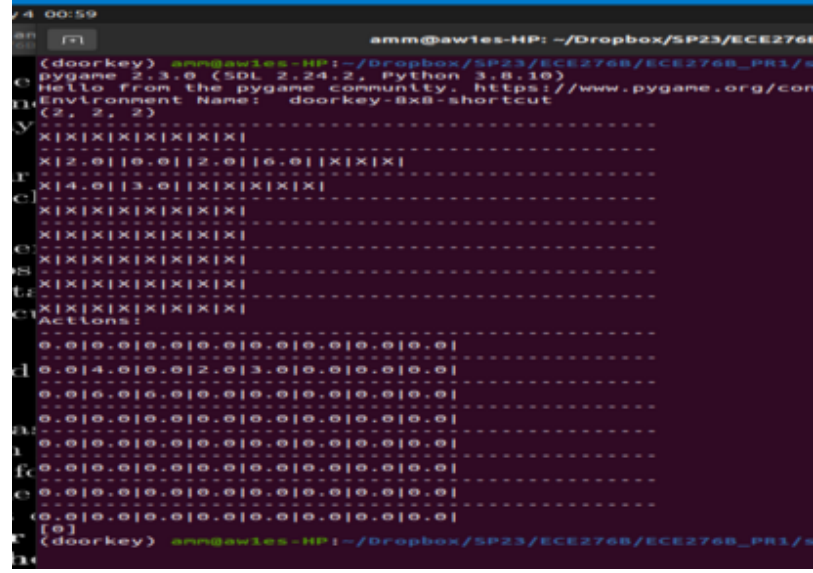 00:59
amm@aw1es-HP: ~/Dropbox/SP23/ECE276B
(doorkey) amm@aw1es-HP:~/Dropbox/SP23/ECE276B/ECE276B_PR1/s
pygame 2.3.0 (SDL 2.24.2, Python 3.8.10)
Hello from the pygame community. https://www.pygame.org/con
Environment Name:  doorkey-8x8-shortcut
(2, 2, 2)
-------------------------------------------------
X|X|X|X|X|X|X|X|
-------------------------------------------------
X|2.0||0.0||2.0||6.0||X|X|X|
-------------------------------------------------
X|4.0||3.0||X|X|X|X|X|
-------------------------------------------------
X|X|X|X|X|X|X|X|
-------------------------------------------------
X|X|X|X|X|X|X|X|
-------------------------------------------------
X|X|X|X|X|X|X|X|
-------------------------------------------------
X|X|X|X|X|X|X|X|
-------------------------------------------------
X|X|X|X|X|X|X|X|
Actions:
-------------------------------------------------
0.0|0.0|0.0|0.0|0.0|0.0|0.0|0.0|
-------------------------------------------------
0.0|4.0|0.0|2.0|3.0|0.0|0.0|0.0|
-------------------------------------------------
0.0|6.0|6.0|0.0|0.0|0.0|0.0|0.0|
-------------------------------------------------
0.0|0.0|0.0|0.0|0.0|0.0|0.0|0.0|
-------------------------------------------------
0.0|0.0|0.0|0.0|0.0|0.0|0.0|0.0|
-------------------------------------------------
0.0|0.0|0.0|0.0|0.0|0.0|0.0|0.0|
-------------------------------------------------
0.0|0.0|0.0|0.0|0.0|0.0|0.0|0.0|
-------------------------------------------------
0.0|0.0|0.0|0.0|0.0|0.0|0.0|0.0|
[0]
(doorkey) amm@aw1es-HP:~/Dropbox/SP23/ECE276B/ECE276B_PR1/s